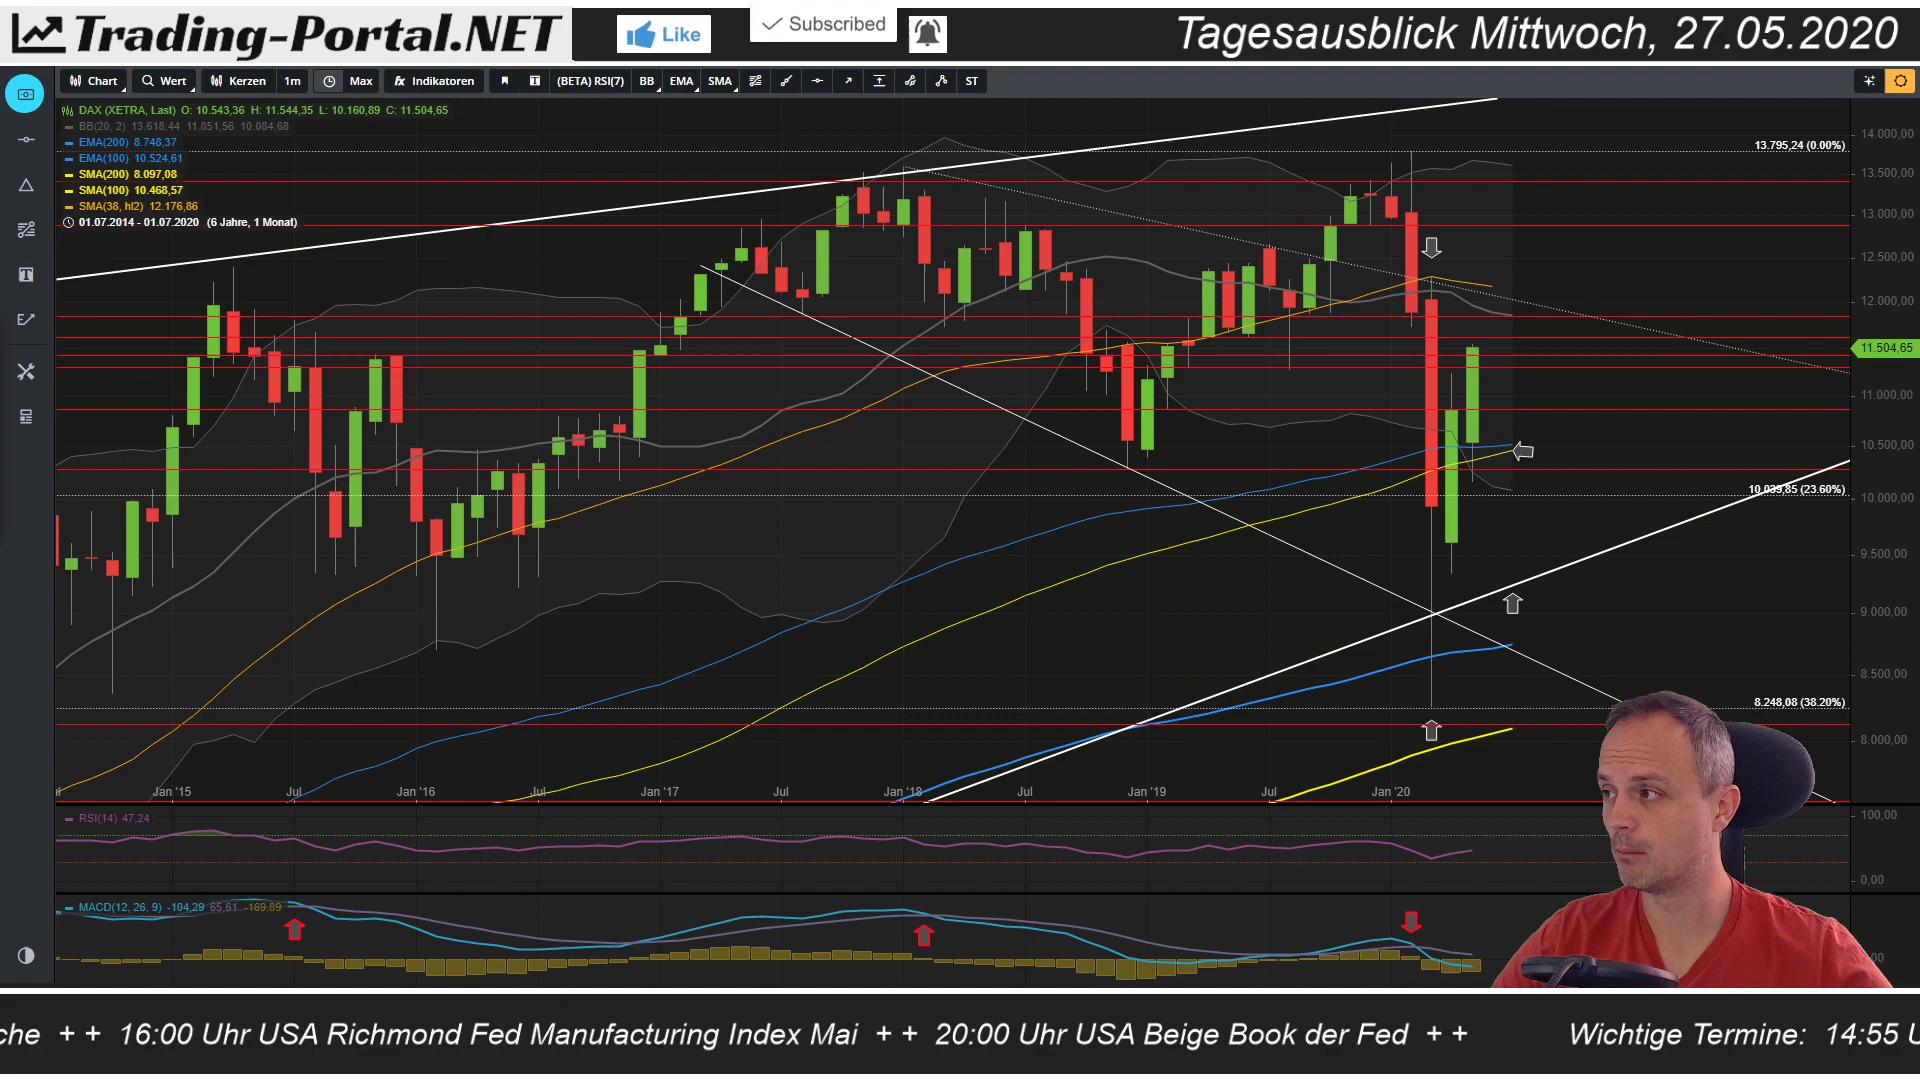 Trading-Portal.NET
Like
Subscribed
Tagesausblick Mittwoch, 27.05.2020
Chart Wert Kerzen 1m Max fx Indikatoren (BETA) RSI(7) BB EMA SMA ST
DAX (XETRA, Last) O: 10.543,36 H: 11.544,35 L: 10.160,89 C: 11.504,65
BB(20, 2) 13.618,44 11.851,56 10.084,68
EMA(200) 8.748,37
EMA(100) 10.524,61
SMA(200) 8.097,08
SMA(100) 10.468,57
SMA(38, hl2) 12.176,86
01.07.2014 - 01.07.2020 (6 Jahre, 1 Monat)
14.000,00
13.795,24 (0.00%)
13.500,00
13.000,00
12.500,00
12.000,00
11.504,65
11.000,00
10.500,00
10.039,85 (23.60%)
10.000,00
9.500,00
9.000,00
8.500,00
8.248,08 (38.20%)
8.000,00
Jan '15 Jul Jan '16 Jul Jan '17 Jul Jan '18 Jul Jan '19 Jul Jan '20
RSI(14) 47,24
100,00
0,00
MACD(12, 26, 9) -104,29 65,61 -169,89
che + + 16:00 Uhr USA Richmond Fed Manufacturing Index Mai + + 20:00 Uhr USA Beige Book der Fed + + Wichtige Termine: 14:55 U